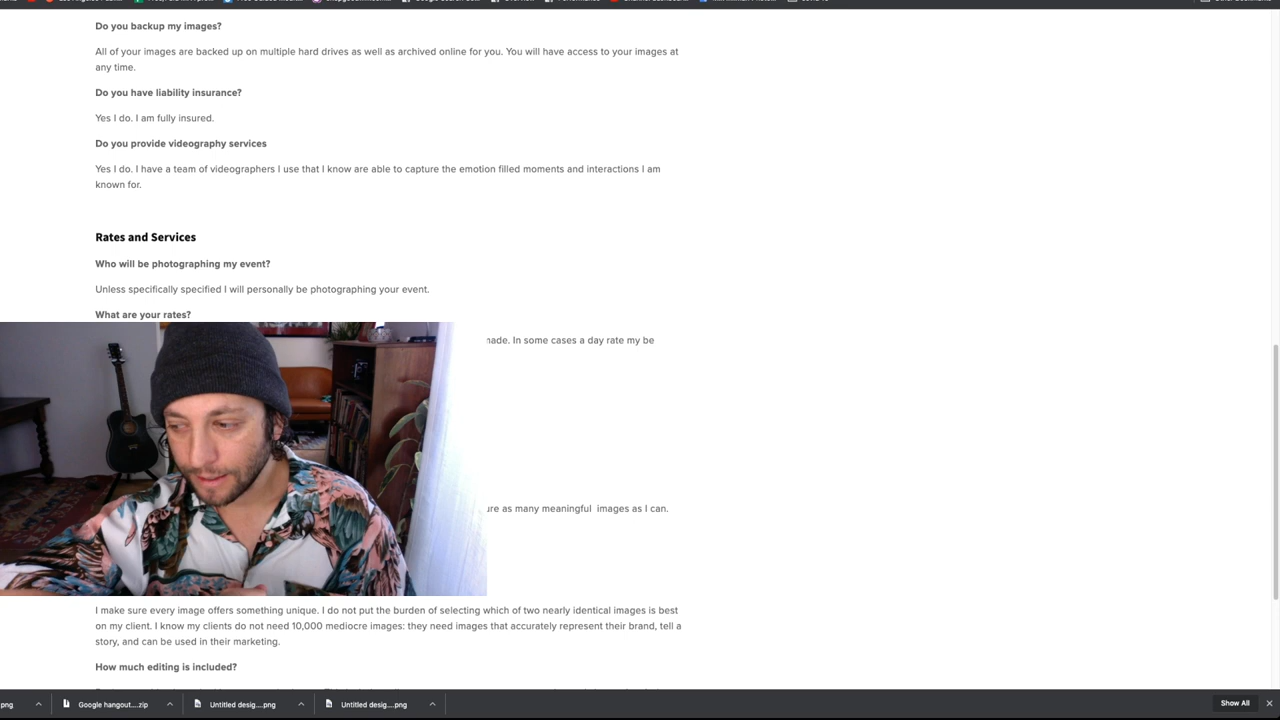 Do you backup my images?
All of your images are backed up on multiple hard drives as well as archived online for you. You will have access to your images at
any time.
Do you have liability insurance?
Yes I do. I am fully insured.
Do you provide videography services
Yes I do. I have a team of videographers I use that I know are able to capture the emotion filled moments and interactions I am
known for.
Rates and Services
Who will be photographing my event?
Unless specifically specified I will personally be photographing your event.
What are your rates?
made. In some cases a day rate my be
as many meaningful images as I can.
I make sure every image offers something unique. I do not put the burden of selecting which of two nearly identical images is best
on my client. I know my clients do not need 10,000 mediocre images: they need images that accurately represent their brand, tell a
story, and can be used in their marketing.
How much editing is included?
png
Google hangout....zip
Untitled desig....png
Untitled desig....png
Show All